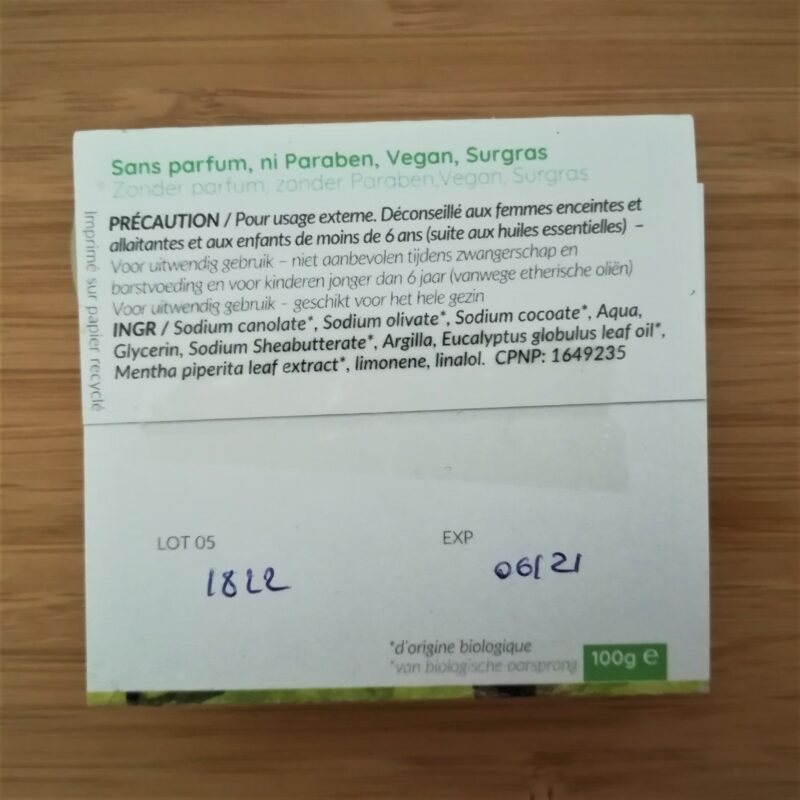 Sans parfum, ni Paraben, Vegan, Surgras
Zonder parfum, zonder Paraben,Vegan, Surgras
PRÉCAUTION / Pour usage externe. Déconseillé aux femmes enceintes et
allaitantes et aux enfants de moins de 6 ans (suite aux huiles essentielles) –
Voor uitwendig gebruik – niet aanbevolen tijdens zwangerschap en
borstvoeding en voor kinderen jonger dan 6 jaar (vanwege etherische oliën)
Voor uitwendig gebruik – geschikt voor het hele gezin
INGR / Sodium canolate*, Sodium olivate*, Sodium cocoate*, Aqua,
Glycerin, Sodium Sheabutterate*, Argilla, Eucalyptus globulus leaf oil*,
Mentha piperita leaf extract*, limonene, linalol. CPNP: 1649235
Imprimé sur papier recyclé
LOT 05
1822
EXP
06/21
*d'origine biologique
*van biologische oorsprong
100g e